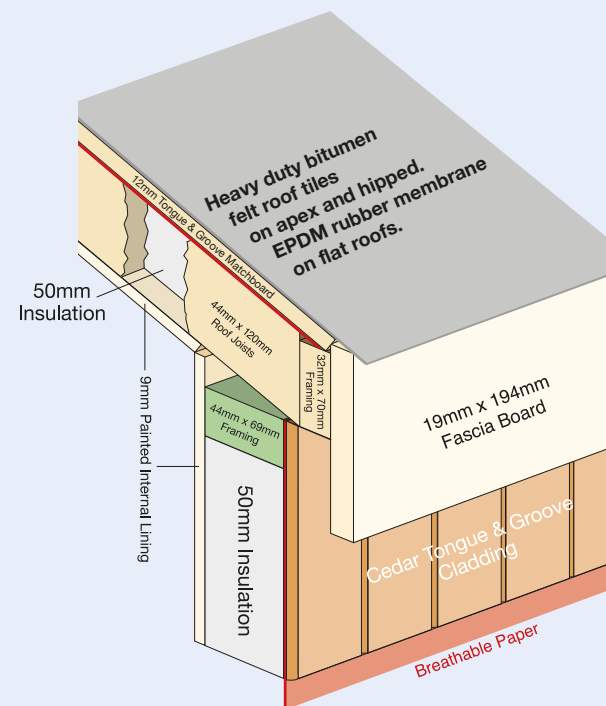 Heavy duty bitumen
felt roof tiles
on apex and hipped.
EPDM rubber membrane
on flat roofs.
12mm Tongue & Groove Matchboard
50mm
Insulation
44mm x 120mm
Roof Joists
32mm x 70mm
Framing
19mm x 194mm
Fascia Board
9mm Painted Internal Lining
44mm x 69mm
Framing
50mm Insulation
Cedar Tongue & Groove
Cladding
Breathable Paper